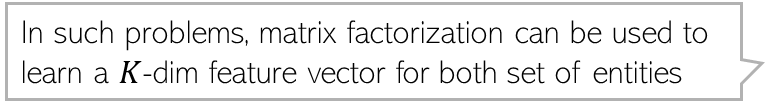 In such problems, matrix factorization can be used to
learn a K-dim feature vector for both set of entities